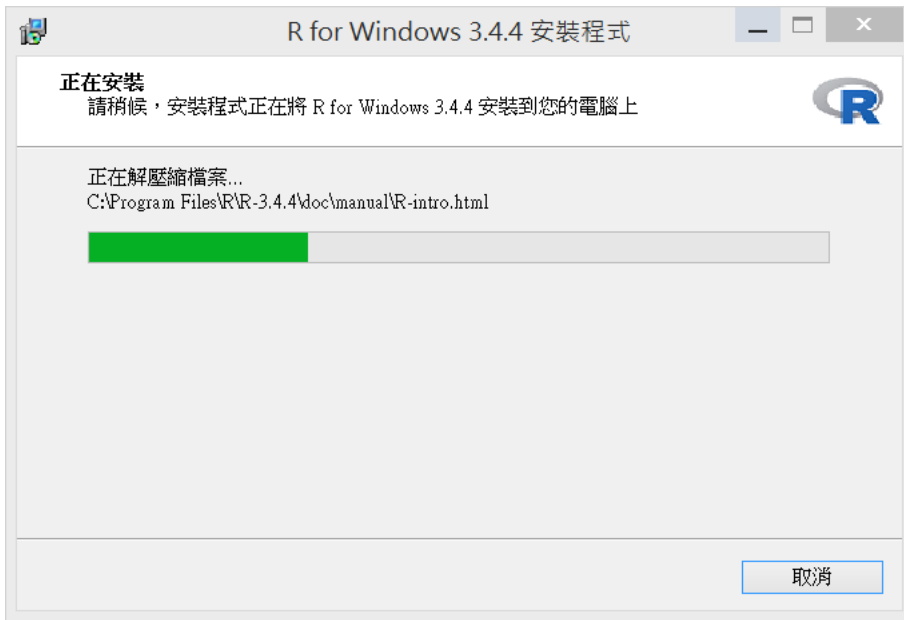 R for Windows 3.4.4 安裝程式
正在安裝
請稍候，安裝程式正在將 R for Windows 3.4.4 安裝到您的電腦上
R
正在解壓縮檔案...
C:\Program Files\R\R-3.4.4\doc\manual\R-intro.html
取消